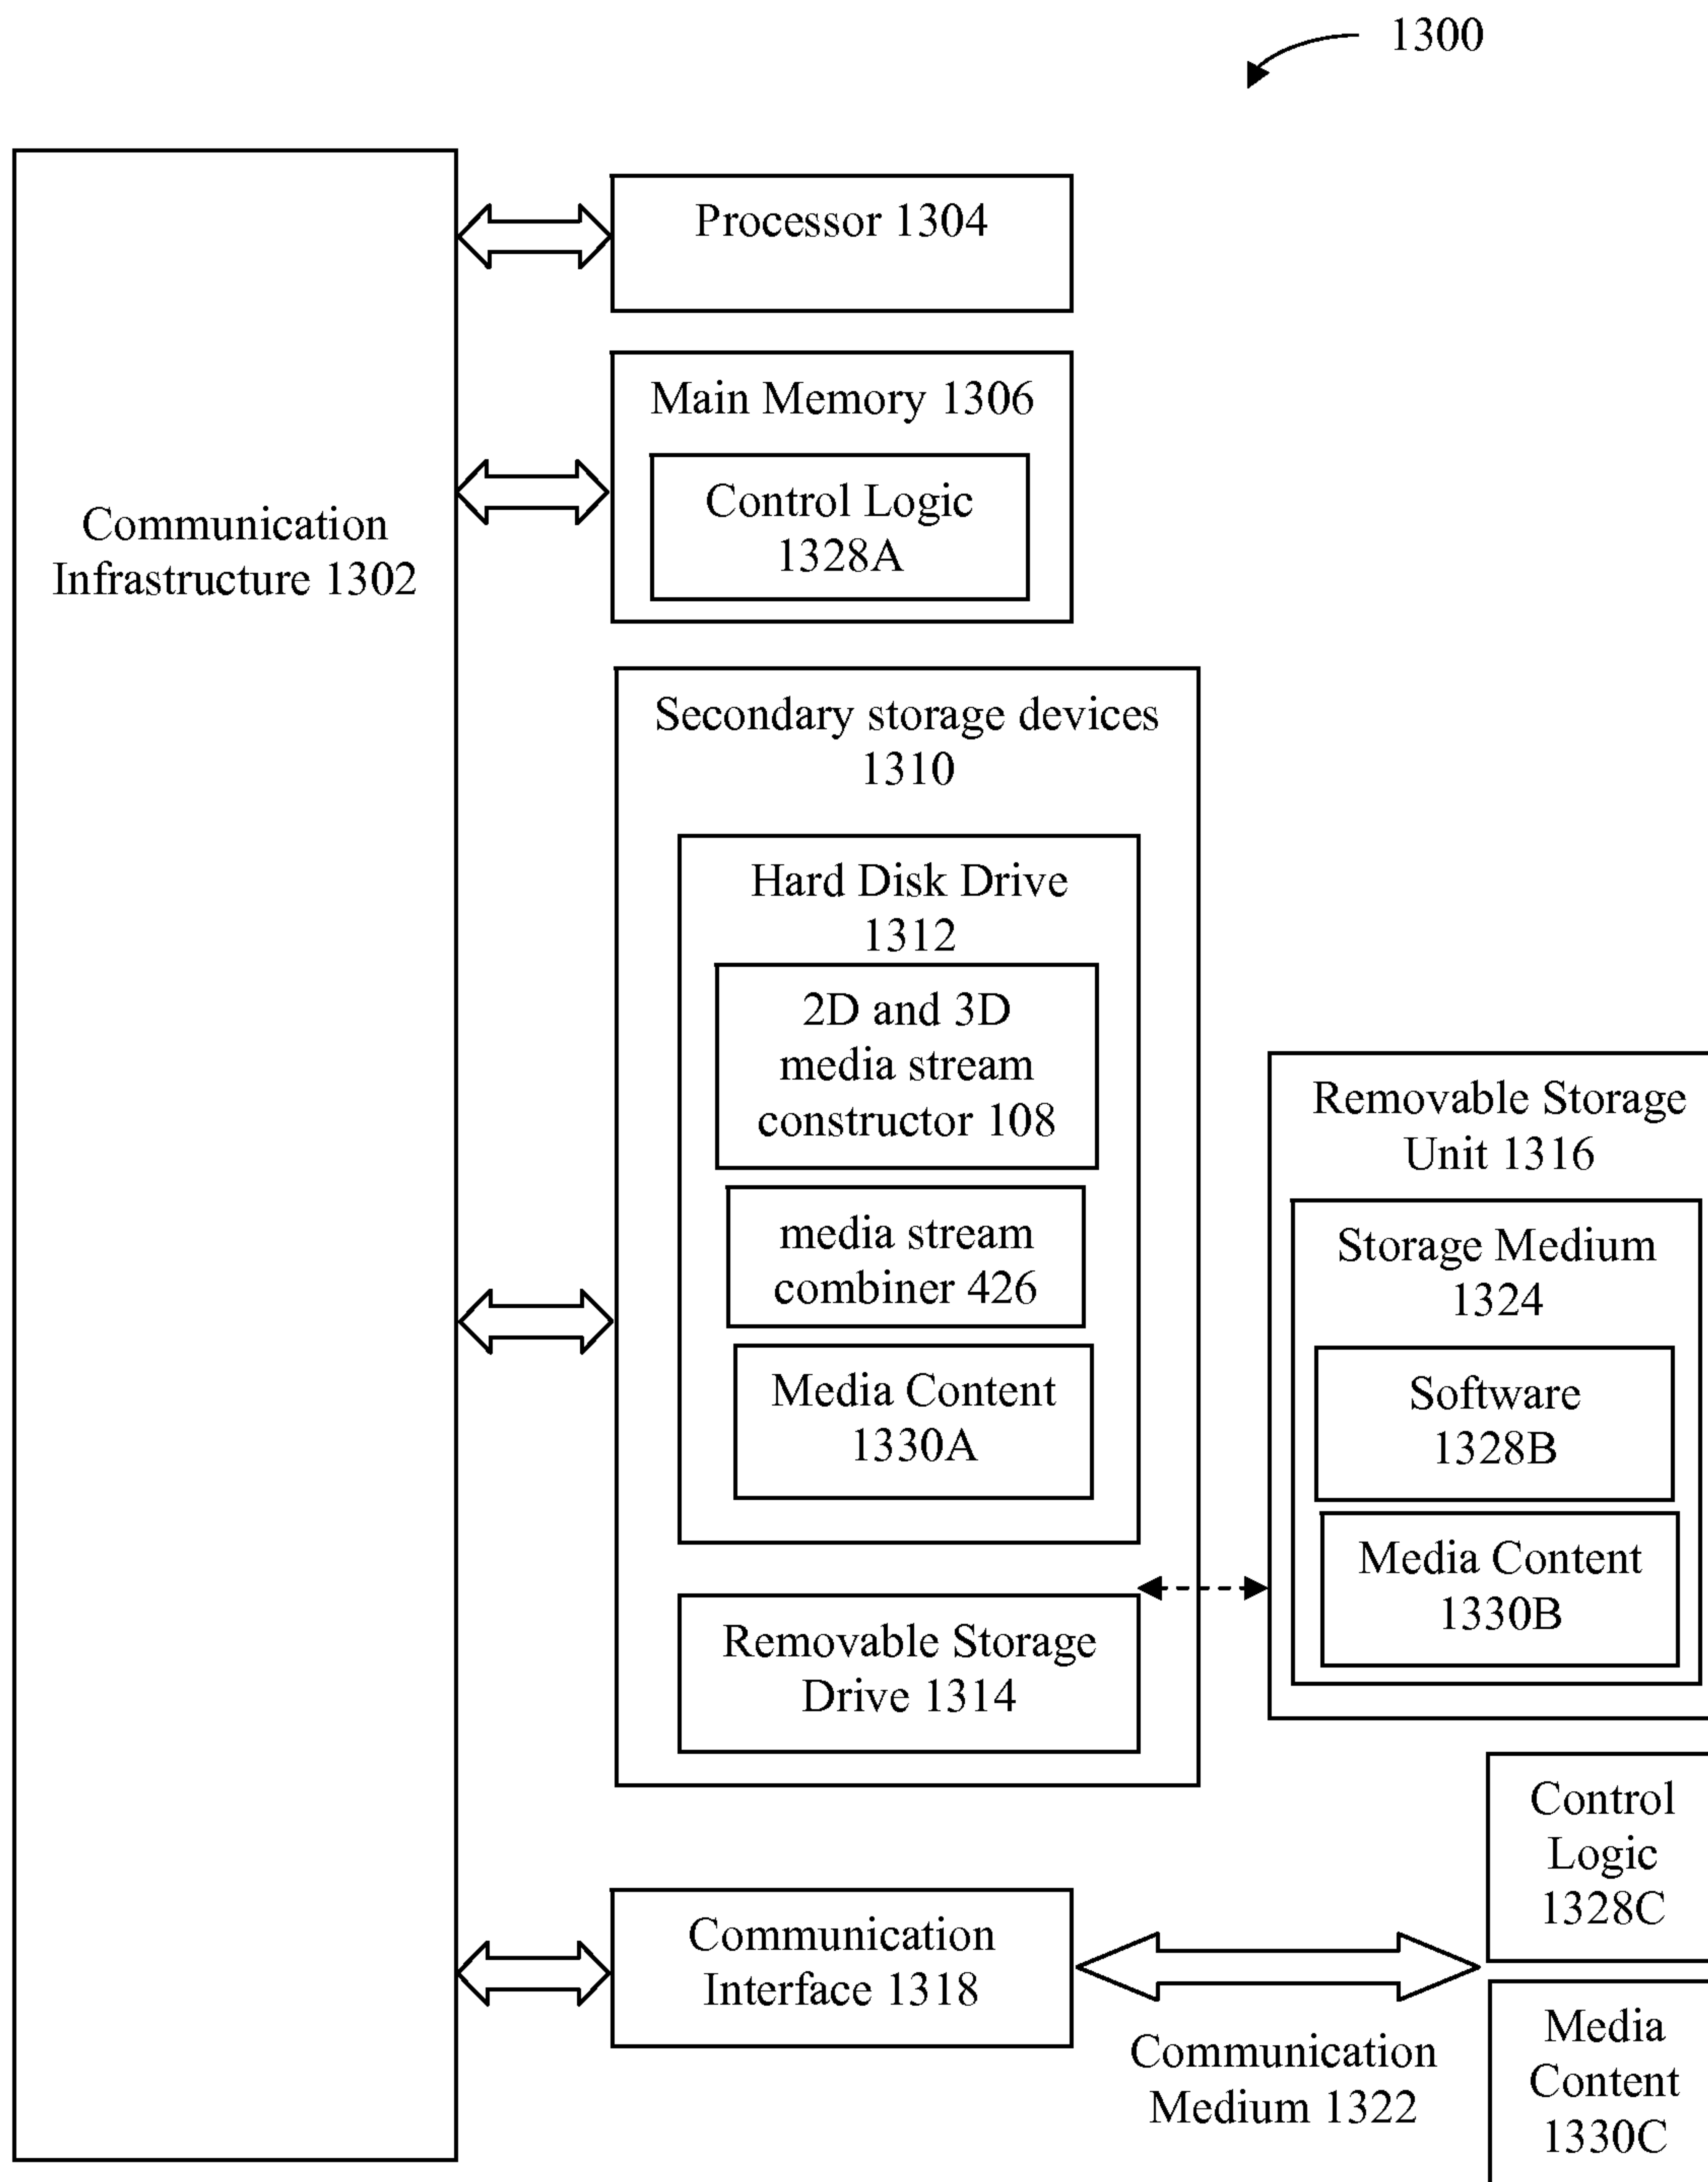 1300
Communication
Infrastructure 1302
Processor 1304
Main Memory 1306
Control Logic
1328A
Secondary storage devices
1310
Hard Disk Drive
1312
2D and 3D
media stream
constructor 108
media stream
combiner 426
Media Content
1330A
Removable Storage
Drive 1314
Removable Storage
Unit 1316
Storage Medium
1324
Software
1328B
Media Content
1330B
Communication
Interface 1318
Communication
Medium 1322
Control
Logic
1328C
Media
Content
1330C